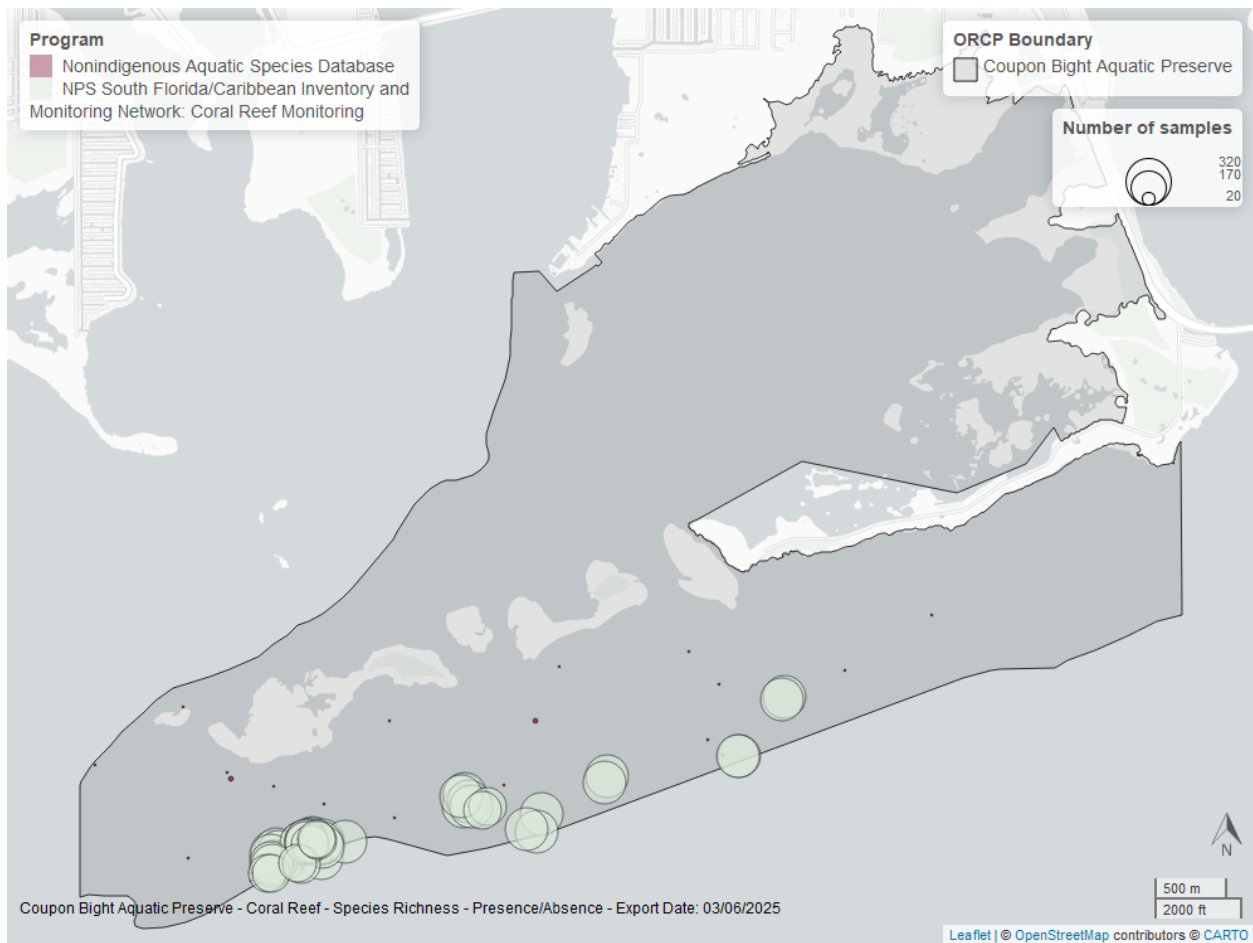 Program
Nonindigenous Aquatic Species Database
NPS South Florida/Caribbean Inventory and
Monitoring Network: Coral Reef Monitoring
ORCP Boundary
Coupon Bight Aquatic Preserve
Number of samples
320
170
20
N
500 m
2000 ft
Coupon Bight Aquatic Preserve - Coral Reef - Species Richness - Presence/Absence - Export Date: 03/06/2025
Leaflet | © OpenStreetMap contributors © CARTO